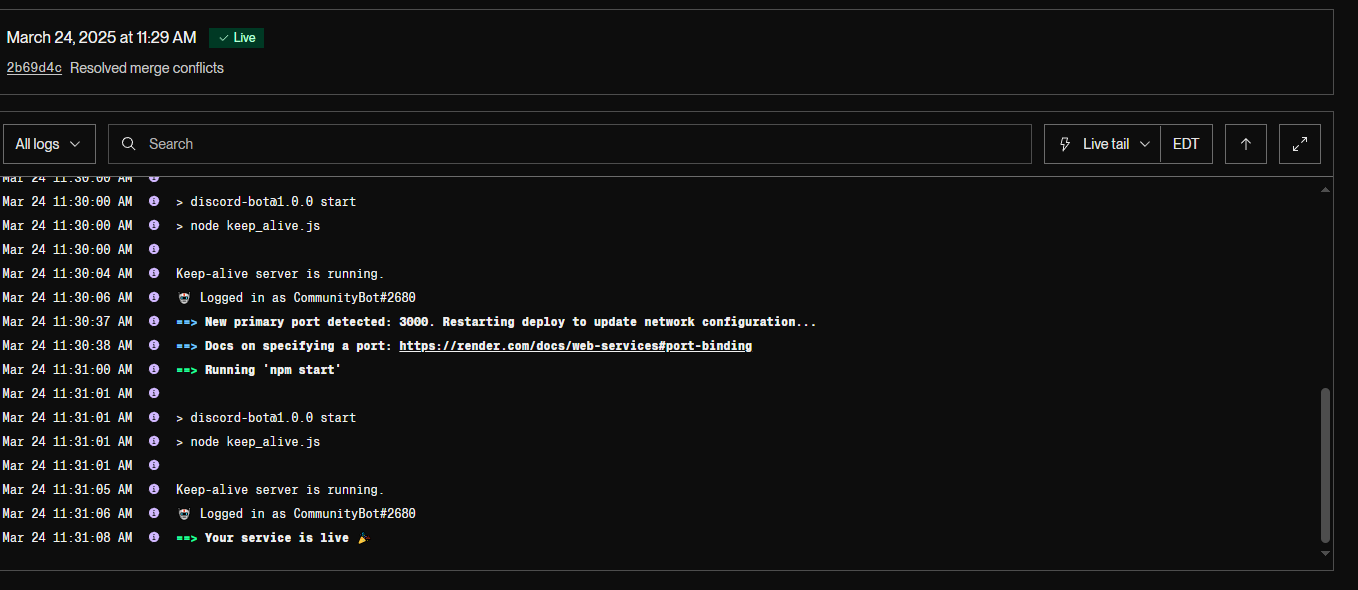 March 24, 2025 at 11:29 AM ✓ Live
2b69d4c Resolved merge conflicts
All logs Search Live tail EDT
Mar 24 11:30:00 AM
Mar 24 11:30:00 AM > discord-bot@1.0.0 start
Mar 24 11:30:00 AM > node keep_alive.js
Mar 24 11:30:00 AM
Mar 24 11:30:04 AM Keep-alive server is running.
Mar 24 11:30:06 AM 🤖 Logged in as CommunityBot#2680
Mar 24 11:30:37 AM ==> New primary port detected: 3000. Restarting deploy to update network configuration...
Mar 24 11:30:38 AM ==> Docs on specifying a port: https://render.com/docs/web-services#port-binding
Mar 24 11:31:00 AM ==> Running 'npm start'
Mar 24 11:31:01 AM
Mar 24 11:31:01 AM > discord-bot@1.0.0 start
Mar 24 11:31:01 AM > node keep_alive.js
Mar 24 11:31:01 AM
Mar 24 11:31:05 AM Keep-alive server is running.
Mar 24 11:31:06 AM 🤖 Logged in as CommunityBot#2680
Mar 24 11:31:08 AM ==> Your service is live 🎉